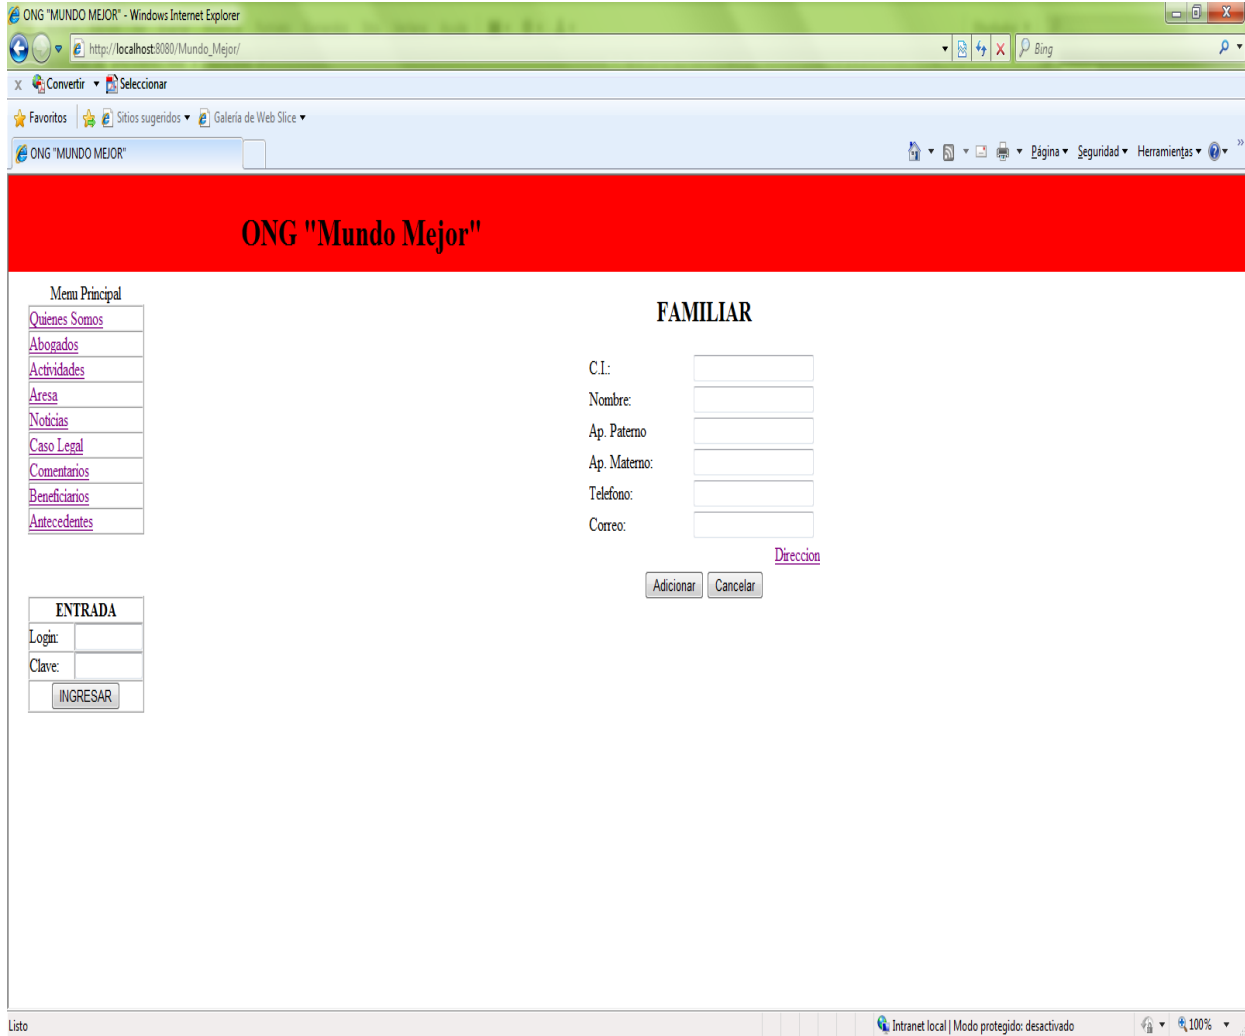 ONG "MUNDO MEJOR" - Windows Internet Explorer
http://localhost:8080/Mundo_Mejor/
Bing
X Convertir Seleccionar
Favoritos Sitios sugeridos Galería de Web Slice
ONG "MUNDO MEJOR"
Página Seguridad Herramientas
ONG "Mundo Mejor"
Menu Principal
Quienes Somos
Abogados
Actividades
Aresa
Noticias
Caso Legal
Comentarios
Beneficiarios
Antecedentes
ENTRADA
Login:
Clave:
INGRESAR
FAMILIAR
C.I.:
Nombre:
Ap. Paterno
Ap. Materno:
Telefono:
Correo:
Direccion
Adicionar Cancelar
Listo
Intranet local | Modo protegido: desactivado
100%